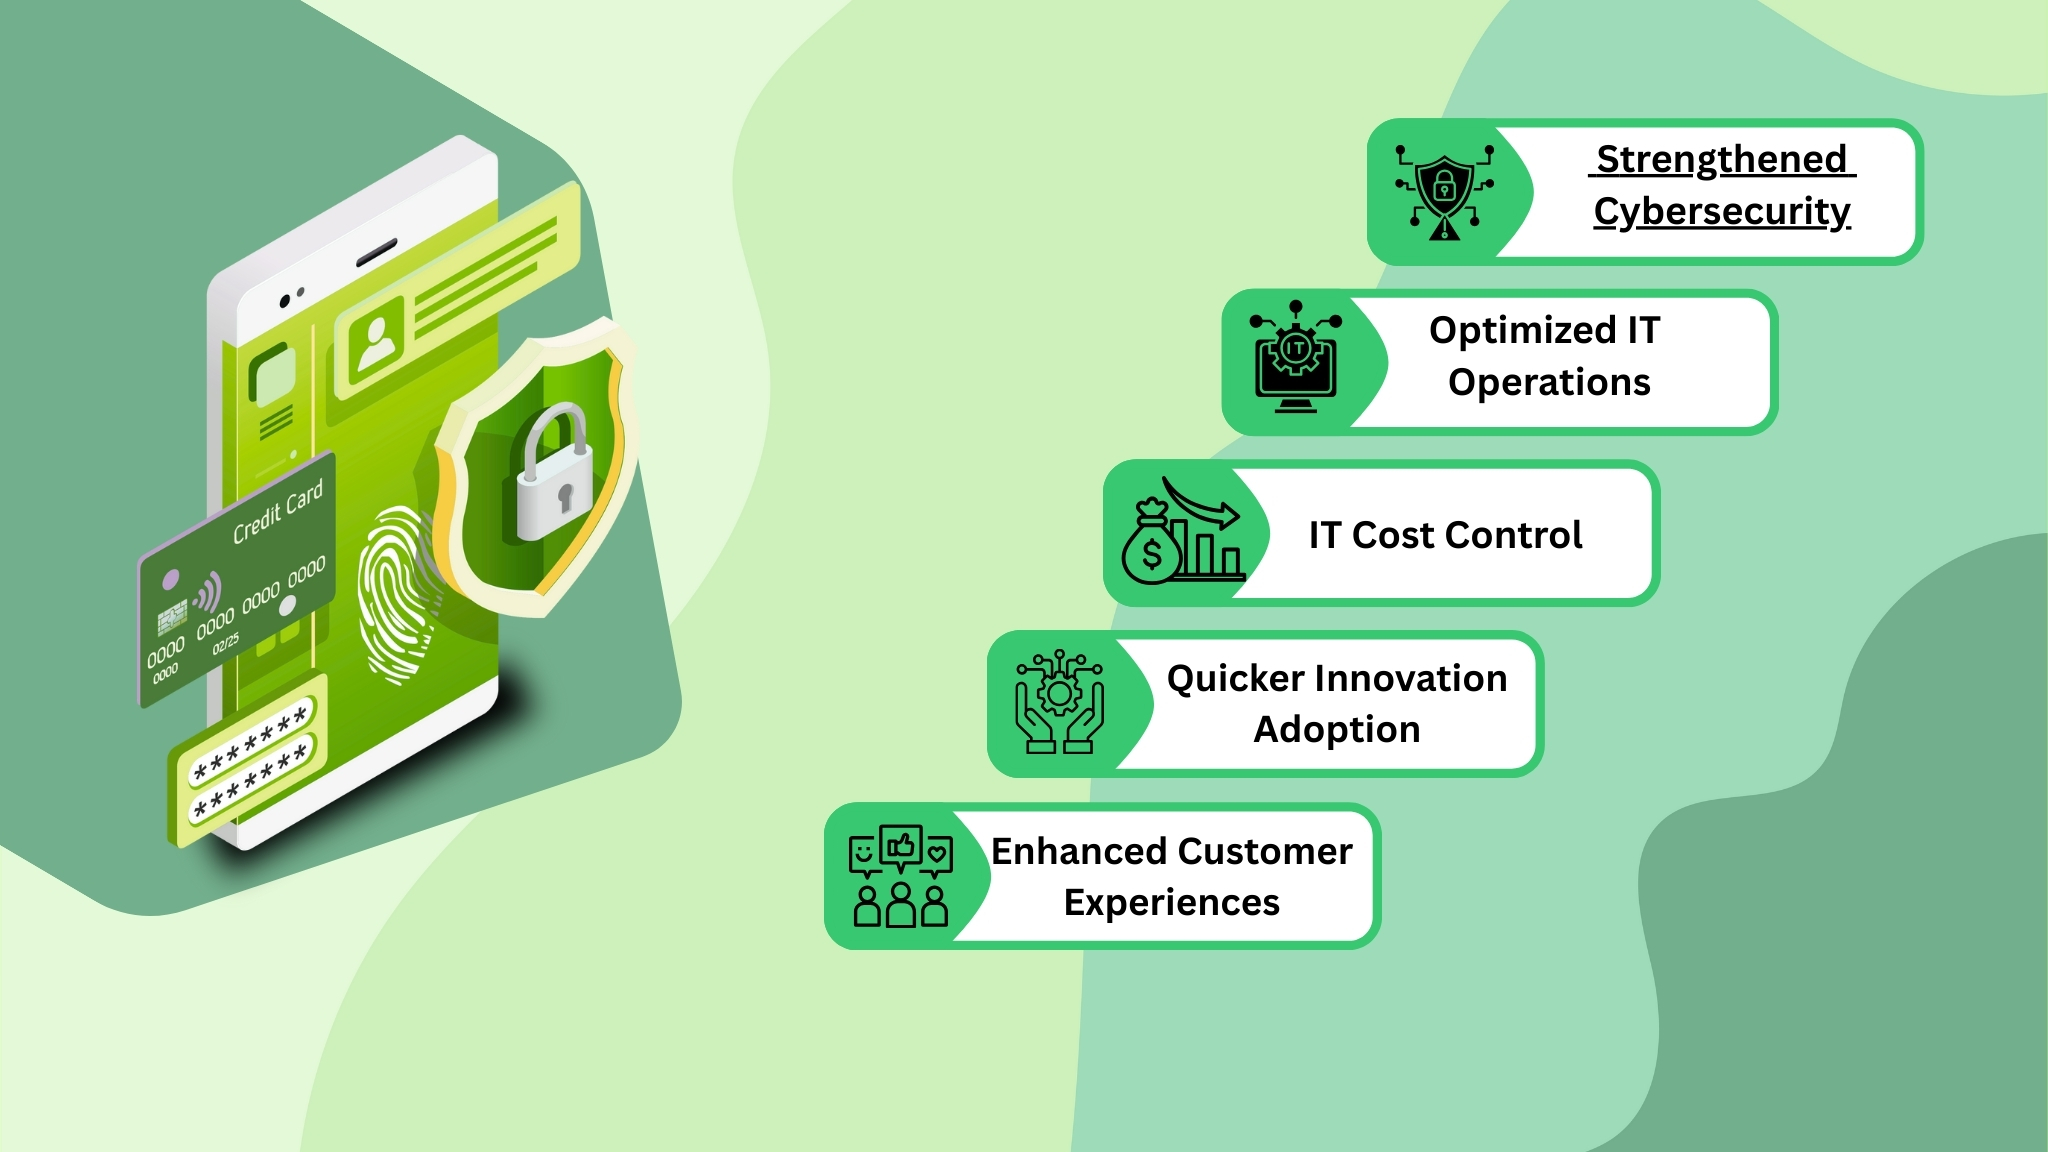 Strengthened
Cybersecurity
Optimized IT
Operations
IT
IT Cost Control
$
Quicker Innovation
Adoption
Enhanced Customer
Experiences
Credit Card
0000 0000 0000 0000
0000 02/25
*******
*******